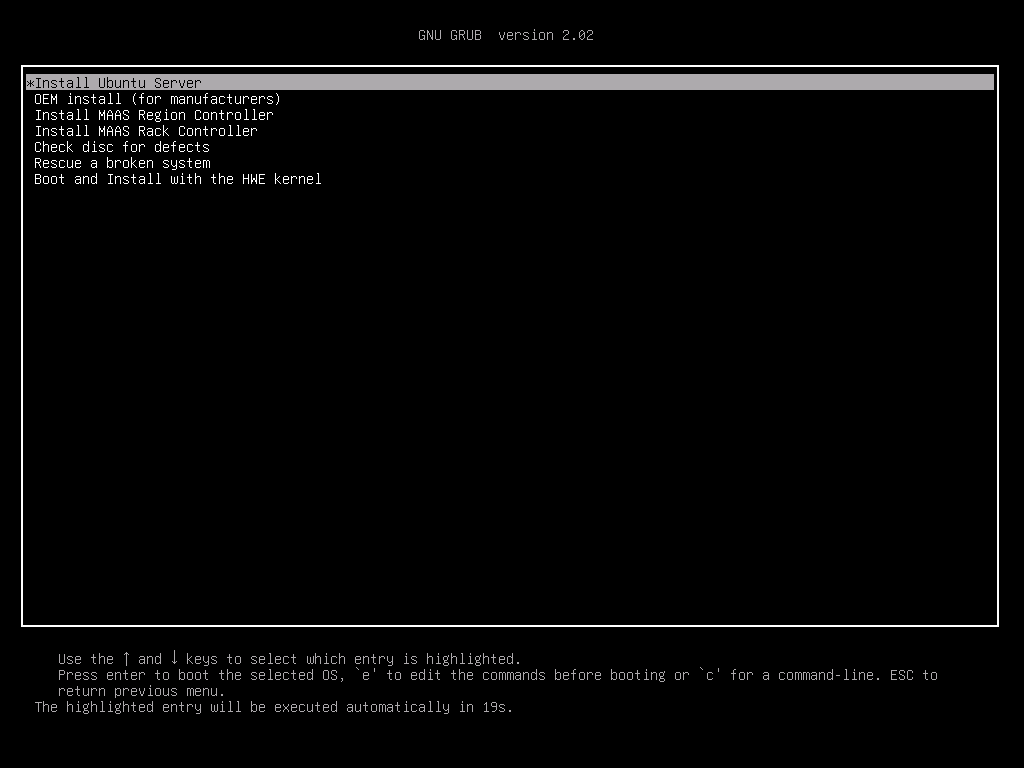 GNU GRUB  version 2.02
*Install Ubuntu Server
OEM install (for manufacturers)
Install MAAS Region Controller
Install MAAS Rack Controller
Check disc for defects
Rescue a broken system
Boot and Install with the HWE kernel
Use the ↑ and ↓ keys to select which entry is highlighted.
Press enter to boot the selected OS, `e' to edit the commands before booting or `c' for a command-line. ESC to
return previous menu.
The highlighted entry will be executed automatically in 19s.